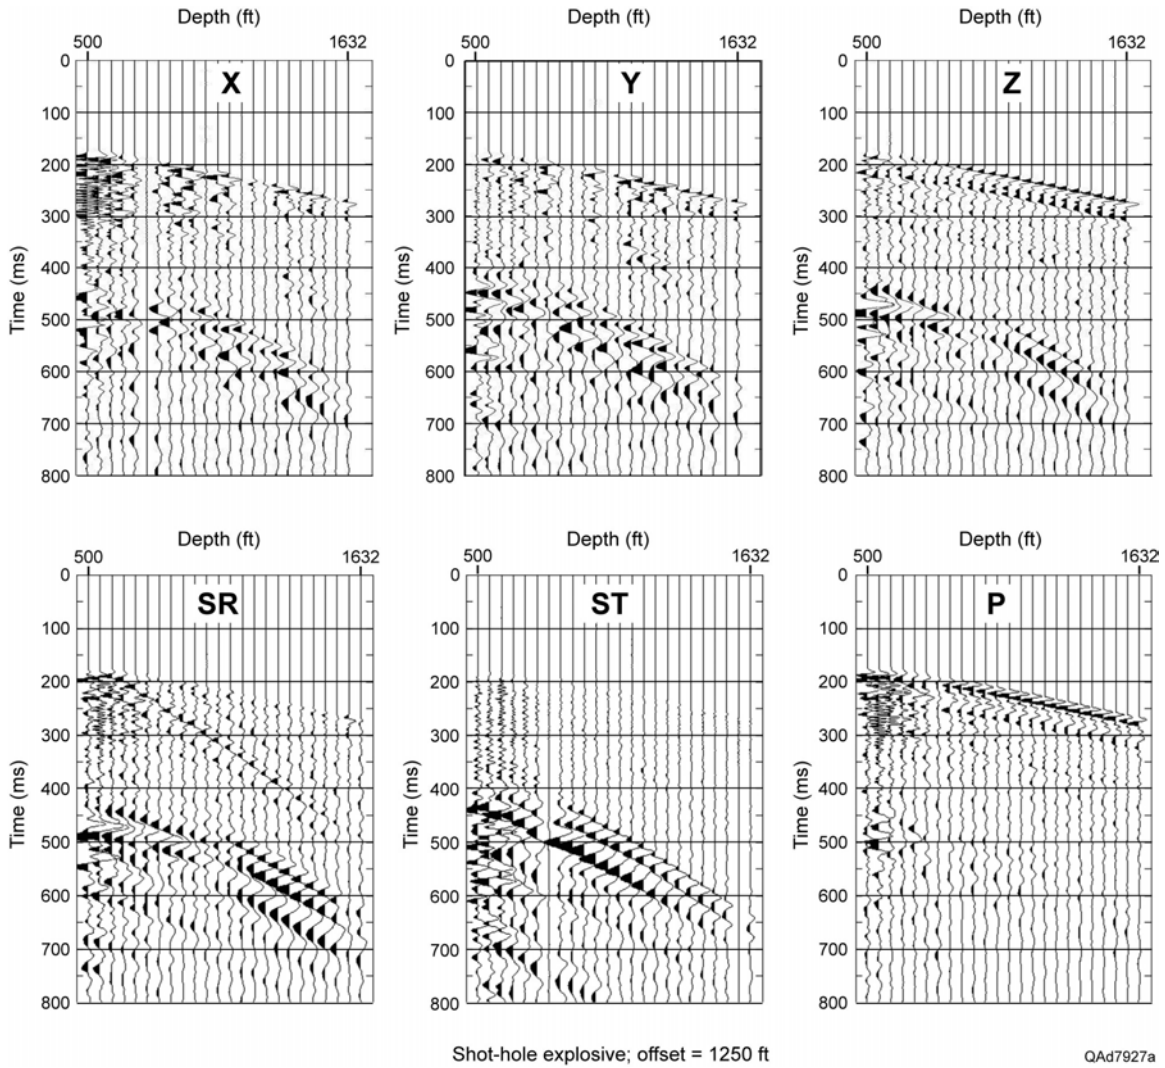 Depth (ft) Depth (ft) Depth (ft)
500 1632 500 1632 500 1632
0 0 0
X Y Z
100 100 100
200 200 200
300 300 300
Time (ms) Time (ms) Time (ms)
400 400 400
500 500 500
600 600 600
700 700 700
800 800 800
Depth (ft) Depth (ft) Depth (ft)
500 1632 500 1632 500 1632
0 0 0
SR ST P
100 100 100
200 200 200
300 300 300
Time (ms) Time (ms) Time (ms)
400 400 400
500 500 500
600 600 600
700 700 700
800 800 800
Shot-hole explosive; offset = 1250 ft
QAd7927a